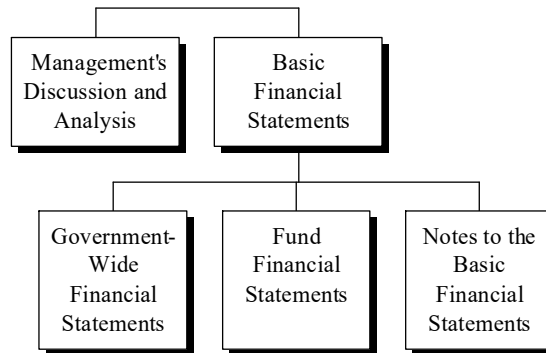 Management's
Discussion and
Analysis
Basic
Financial
Statements
Government-
Wide
Financial
Statements
Fund
Financial
Statements
Notes to the
Basic
Financial
Statements